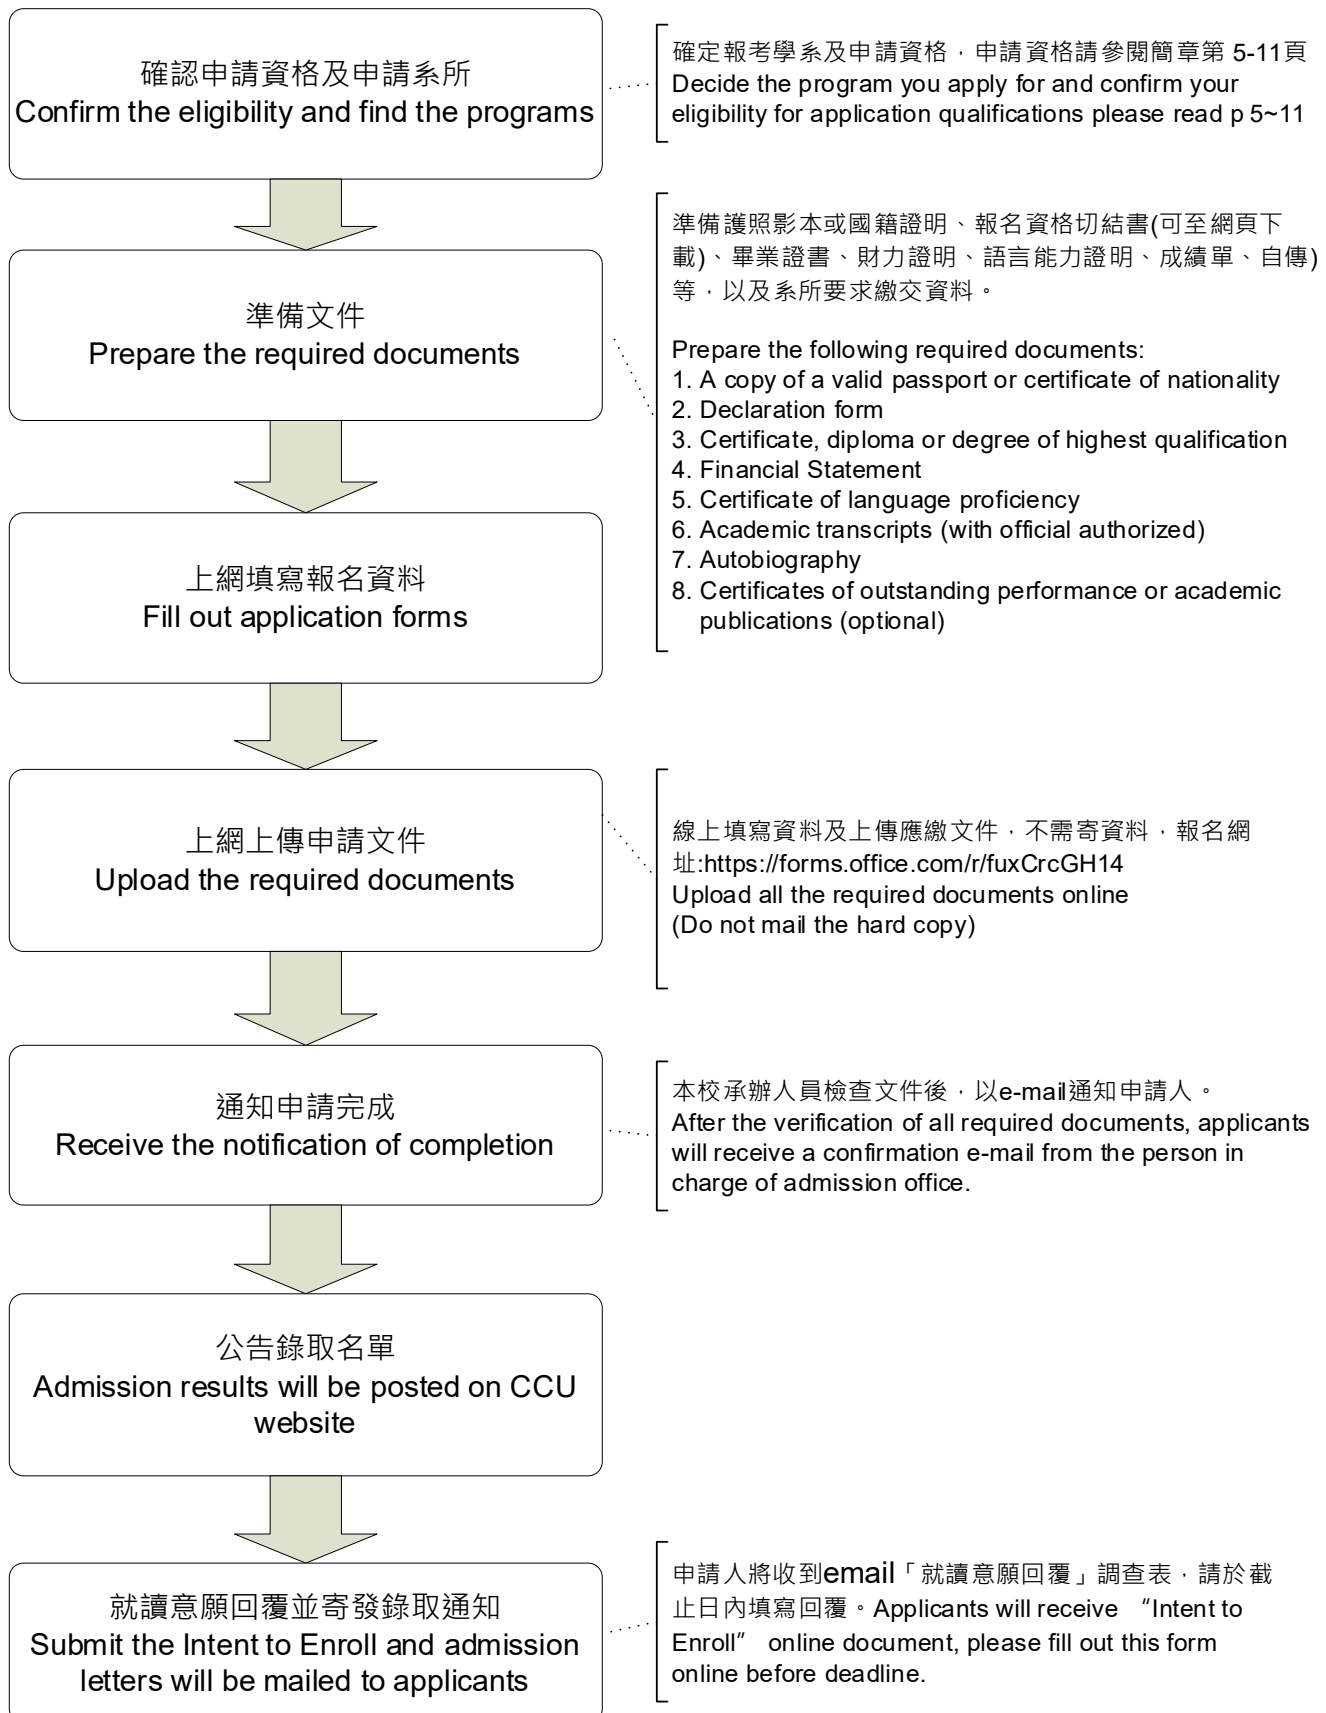 確認申請資格及申請系所
Confirm the eligibility and find the programs
確定報考學系及申請資格，申請資格請參閱簡章第 5-11頁
Decide the program you apply for and confirm your
eligibility for application qualifications please read p 5~11
準備文件
Prepare the required documents
準備護照影本或國籍證明、報名資格切結書(可至網頁下
載)、畢業證書、財力證明、語言能力證明、成績單、自傳)
等，以及系所要求繳交資料。
Prepare the following required documents:
1. A copy of a valid passport or certificate of nationality
2. Declaration form
3. Certificate, diploma or degree of highest qualification
4. Financial Statement
5. Certificate of language proficiency
6. Academic transcripts (with official authorized)
7. Autobiography
8. Certificates of outstanding performance or academic
publications (optional)
上網填寫報名資料
Fill out application forms
上網上傳申請文件
Upload the required documents
線上填寫資料及上傳應繳文件，不需寄資料，報名網
址:https://forms.office.com/r/fuxCrcGH14
Upload all the required documents online
(Do not mail the hard copy)
通知申請完成
Receive the notification of completion
本校承辦人員檢查文件後，以e-mail通知申請人。
After the verification of all required documents, applicants
will receive a confirmation e-mail from the person in
charge of admission office.
公告錄取名單
Admission results will be posted on CCU
website
就讀意願回覆並寄發錄取通知
Submit the Intent to Enroll and admission
letters will be mailed to applicants
申請人將收到email「就讀意願回覆」調查表，請於截
止日內填寫回覆。Applicants will receive “Intent to
Enroll” online document, please fill out this form
online before deadline.